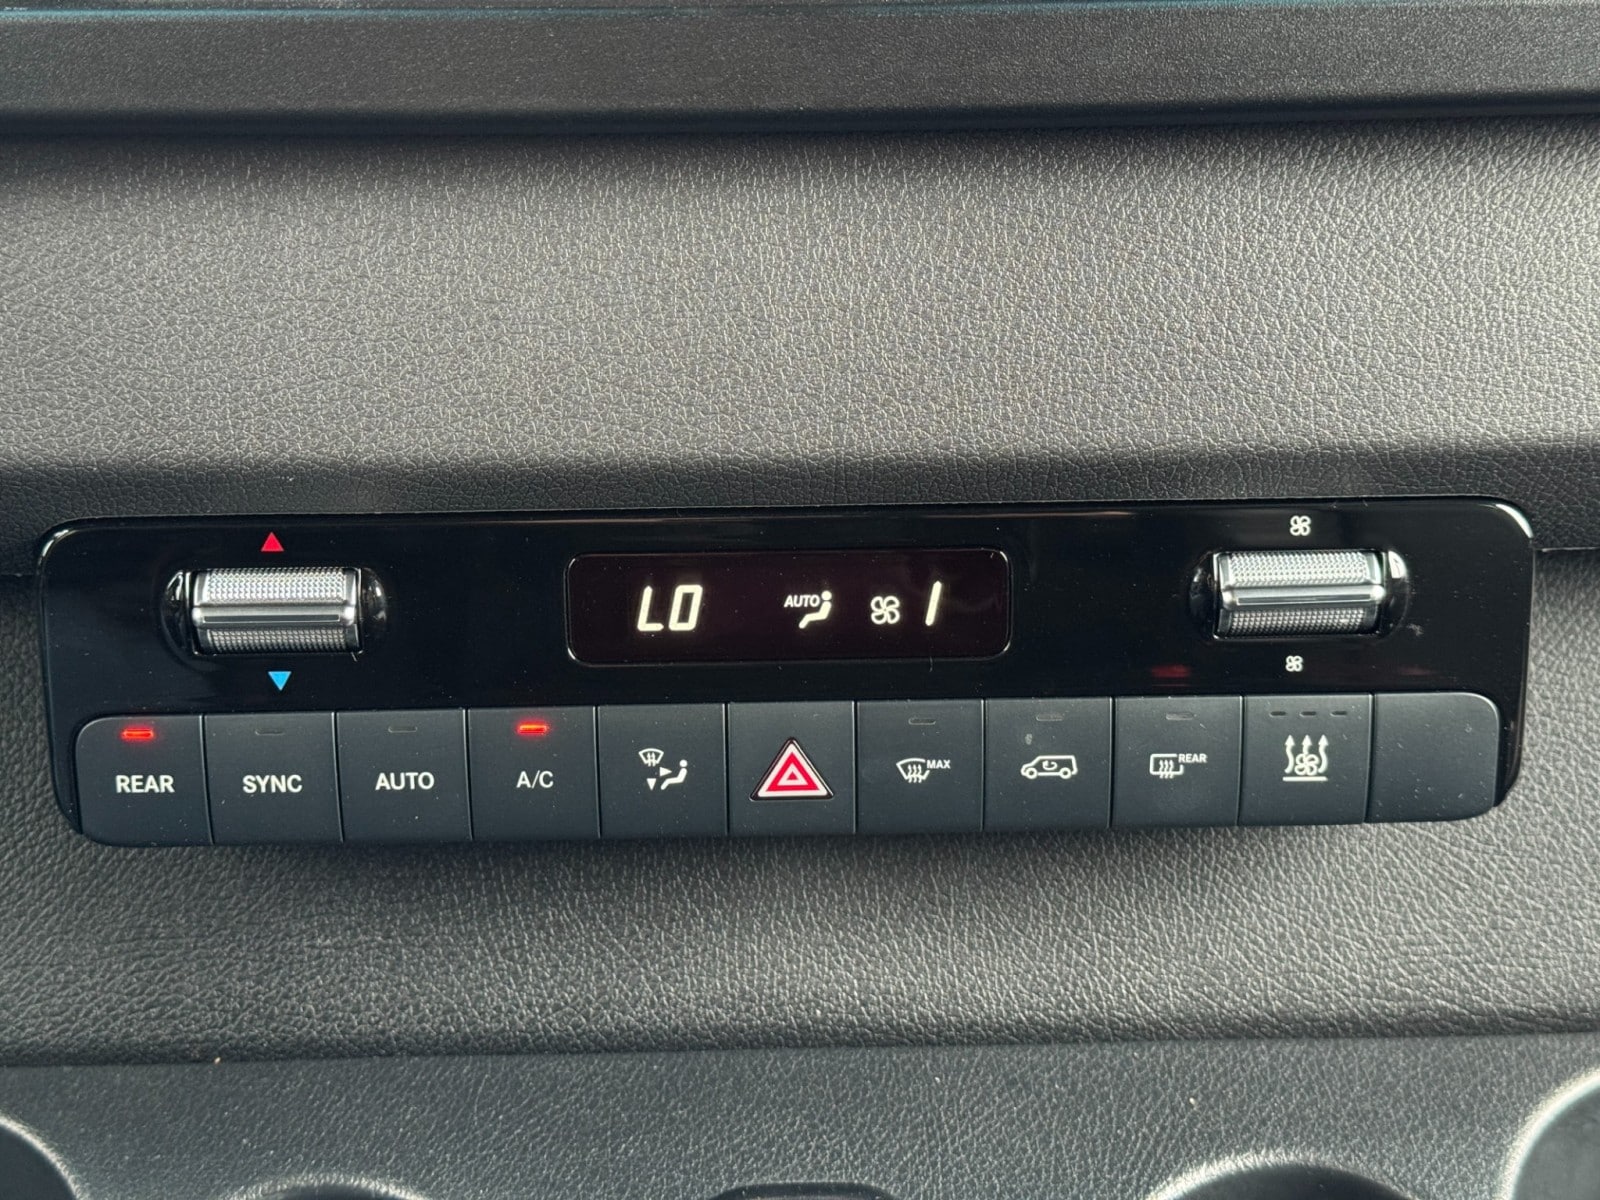 LO AUTO 1
REAR SYNC AUTO A/C MAX REAR